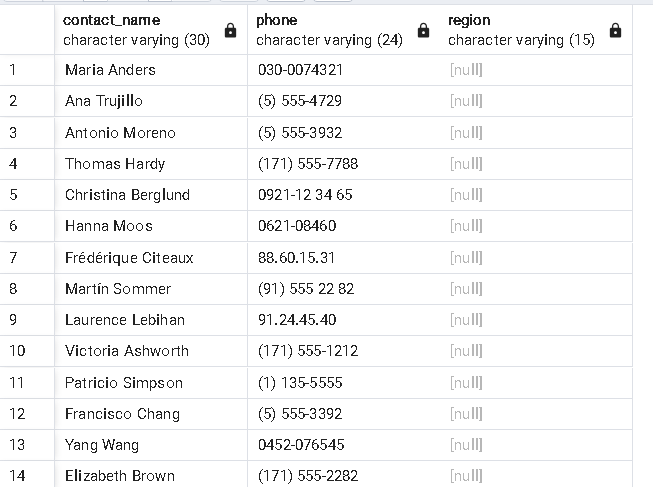 contact_name phone region
character varying (30) character varying (24) character varying (15)
1 Maria Anders 030-0074321 [null]
2 Ana Trujillo (5) 555-4729 [null]
3 Antonio Moreno (5) 555-3932 [null]
4 Thomas Hardy (171) 555-7788 [null]
5 Christina Berglund 0921-12 34 65 [null]
6 Hanna Moos 0621-08460 [null]
7 Frédérique Citeaux 88.60.15.31 [null]
8 Martín Sommer (91) 555 22 82 [null]
9 Laurence Lebihan 91.24.45.40 [null]
10 Victoria Ashworth (171) 555-1212 [null]
11 Patricio Simpson (1) 135-5555 [null]
12 Francisco Chang (5) 555-3392 [null]
13 Yang Wang 0452-076545 [null]
14 Elizabeth Brown (171) 555-2282 [null]